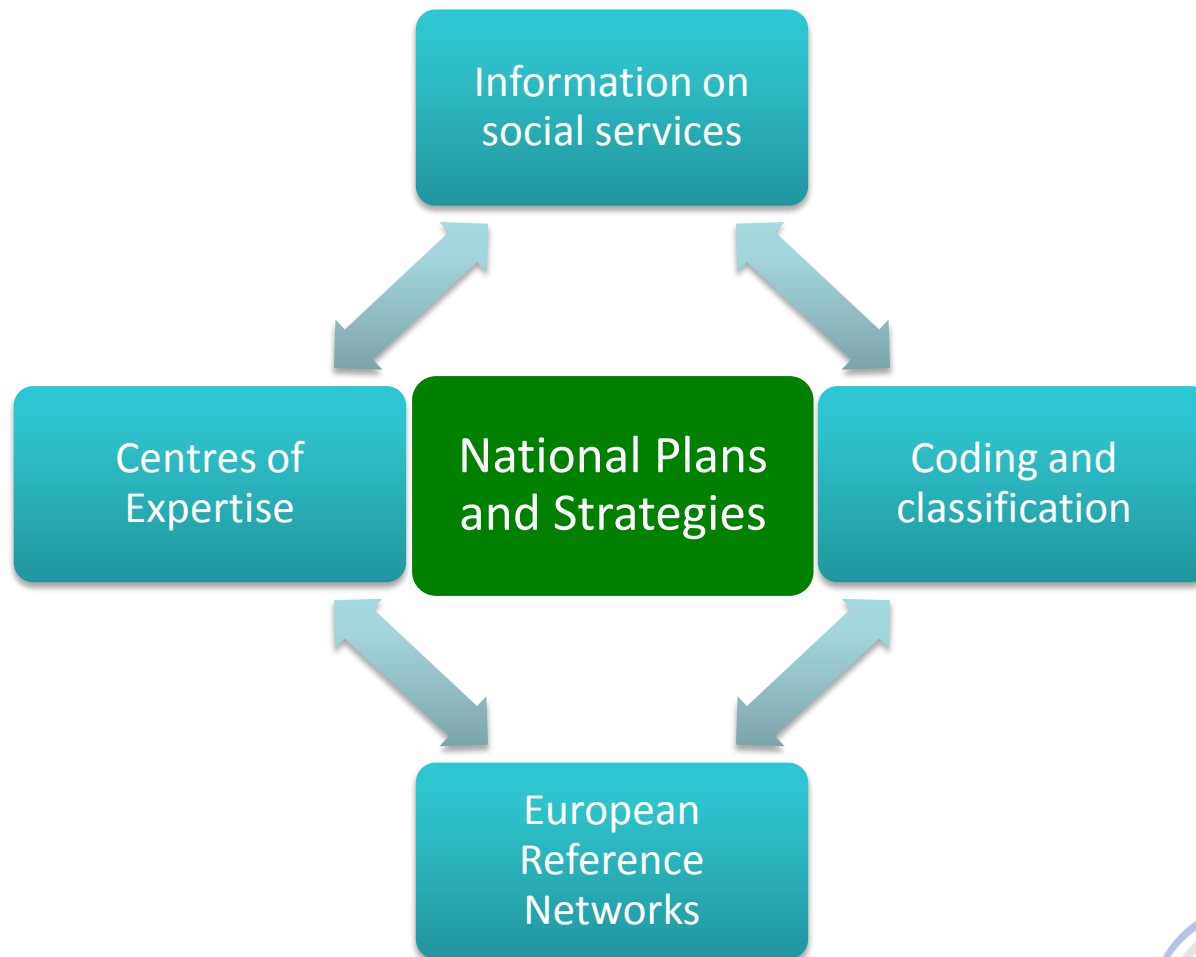 Information on
social services
Centres of
Expertise
National Plans
and Strategies
Coding and
classification
European
Reference
Networks